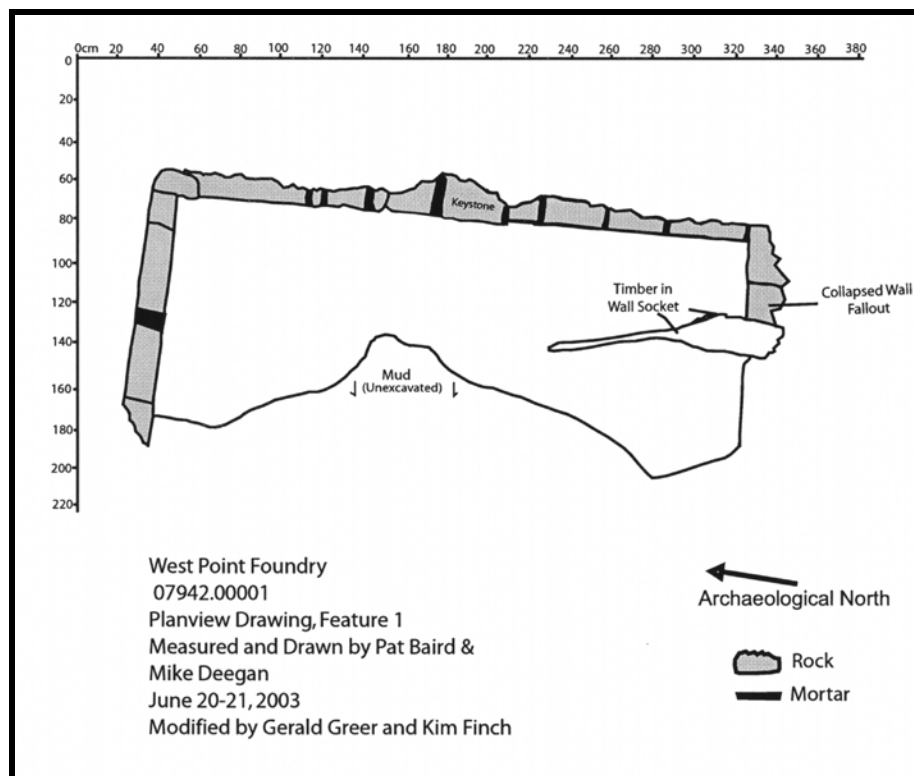 0cm 20 40 60 80 100 120 140 160 180 200 220 240 260 280 300 320 340 360 380
0
20
40
60
80
100
120
140
160
180
200
220
Keystone
Timber in
Wall Socket
Collapsed Wall
Fallout
Mud
(Unexcavated)
West Point Foundry
07942.00001
Planview Drawing, Feature 1
Measured and Drawn by Pat Baird &
Mike Deegan
June 20-21, 2003
Modified by Gerald Greer and Kim Finch
Archaeological North
Rock
Mortar